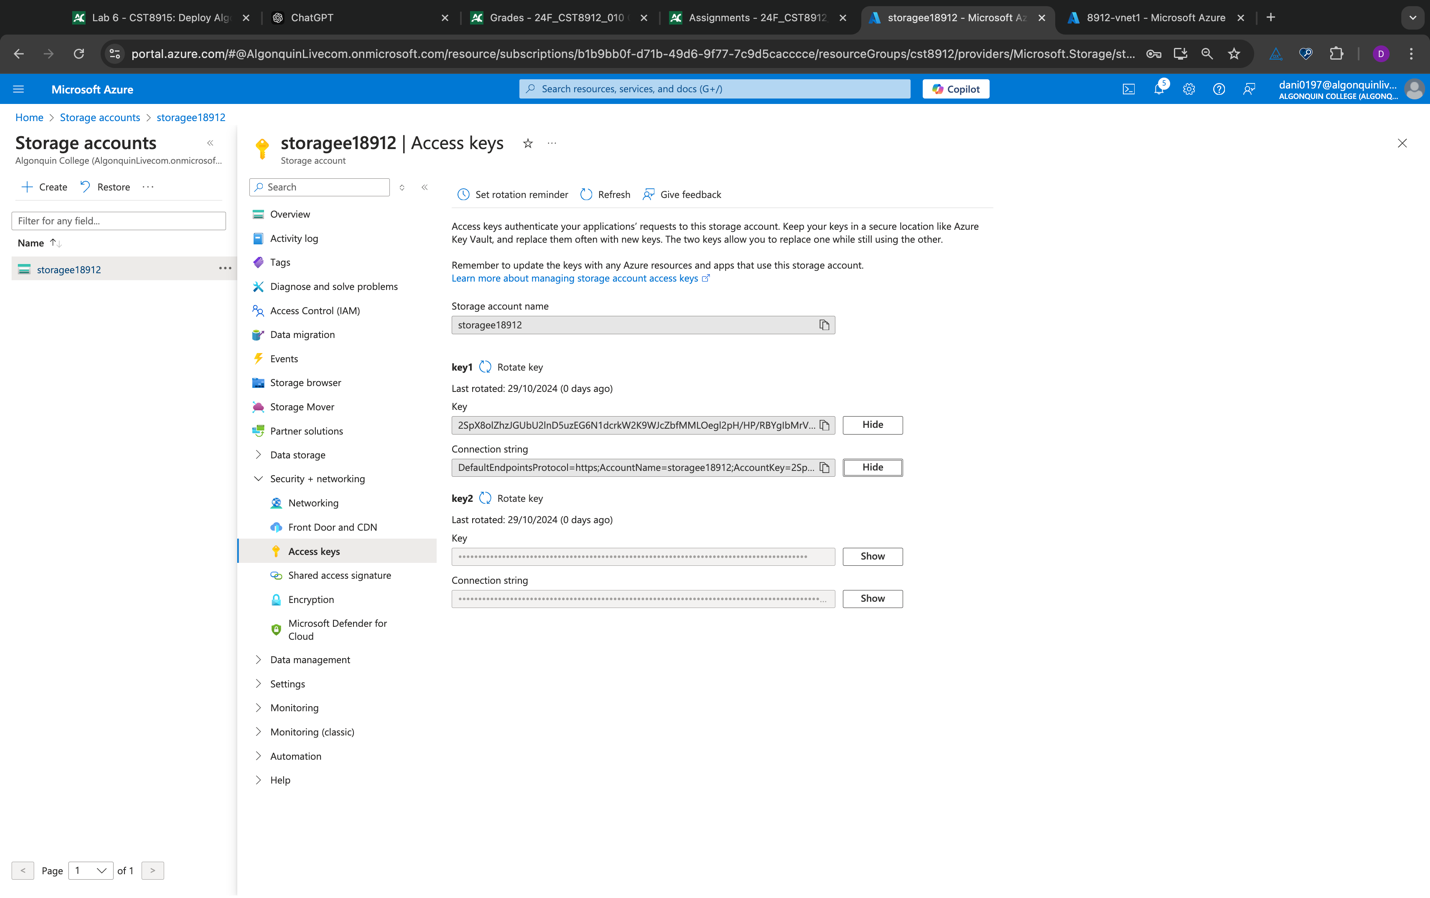 Lab 6 - CST8915: Deploy Alg
ChatGPT
Grades - 24F_CST8912_010
Assignments - 24F_CST8912
storagee18912 - Microsoft Az
8912-vnet1 - Microsoft Azure
portal.azure.com/#@AlgonquinLivecom.onmicrosoft.com/resource/subscriptions/b1b9bb0f-d71b-49d6-9f77-7c9d5cacccce/resourceGroups/cst8912/providers/Microsoft.Storage/st...
D
Microsoft Azure
Search resources, services, and docs (G+/)
Copilot
5
dani0197@algonquinliv...
ALGONQUIN COLLEGE (ALGONQ...
Home > Storage accounts > storagee18912
Storage accounts
Algonquin College (AlgonquinLivecom.onmicrosof...
Create
Restore
Filter for any field...
Name
storagee18912
Page 1 of 1
storagee18912 | Access keys
Storage account
Search
Overview
Activity log
Tags
Diagnose and solve problems
Access Control (IAM)
Data migration
Events
Storage browser
Storage Mover
Partner solutions
Data storage
Security + networking
Networking
Front Door and CDN
Access keys
Shared access signature
Encryption
Microsoft Defender for
Cloud
Data management
Settings
Monitoring
Monitoring (classic)
Automation
Help
Set rotation reminder
Refresh
Give feedback
Access keys authenticate your applications' requests to this storage account. Keep your keys in a secure location like Azure
Key Vault, and replace them often with new keys. The two keys allow you to replace one while still using the other.
Remember to update the keys with any Azure resources and apps that use this storage account.
Learn more about managing storage account access keys
Storage account name
storagee18912
key1 Rotate key
Last rotated: 29/10/2024 (0 days ago)
Key
Hide
Connection string
DefaultEndpointsProtocol=https;AccountName=storagee18912;AccountKey=2Sp...
Hide
key2 Rotate key
Last rotated: 29/10/2024 (0 days ago)
Key
Show
Connection string
Show